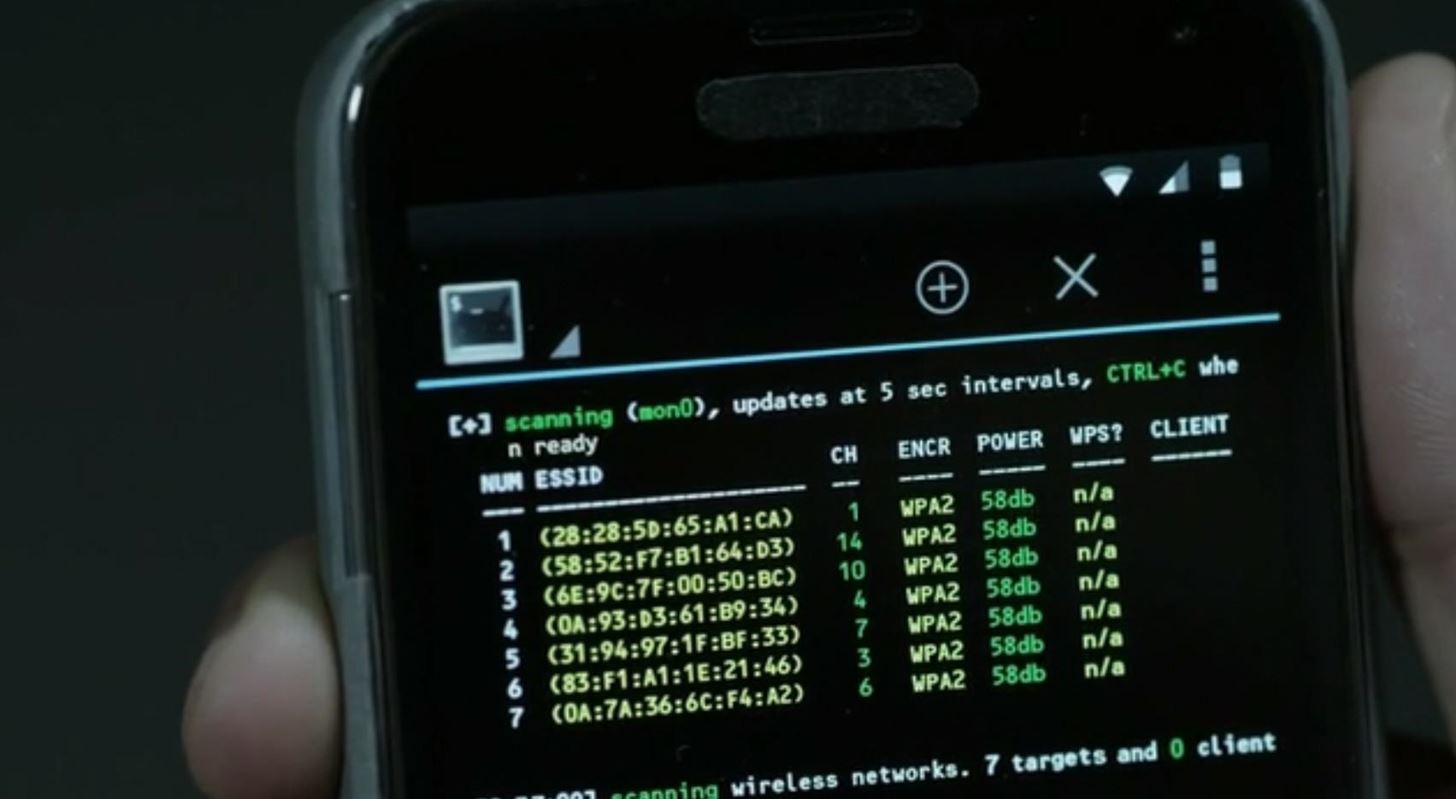 $
[+] scanning (mon0), updates at 5 sec intervals, CTRL+C whe
n ready
NUM ESSID CH ENCR POWER WPS? CLIENT
--- -------------------- -- ---- ----- ---- ------
1 (28:28:5D:65:A1:CA) 1 WPA2 58db n/a
2 (58:52:F7:B1:64:D3) 14 WPA2 58db n/a
3 (6E:9C:7F:00:50:BC) 10 WPA2 58db n/a
4 (0A:93:D3:61:B9:34) 4 WPA2 58db n/a
5 (31:94:97:1F:BF:33) 7 WPA2 58db n/a
6 (83:F1:A1:1E:21:46) 3 WPA2 58db n/a
7 (0A:7A:36:6C:F4:A2) 6 WPA2 58db n/a
scanning wireless networks. 7 targets and 0 client